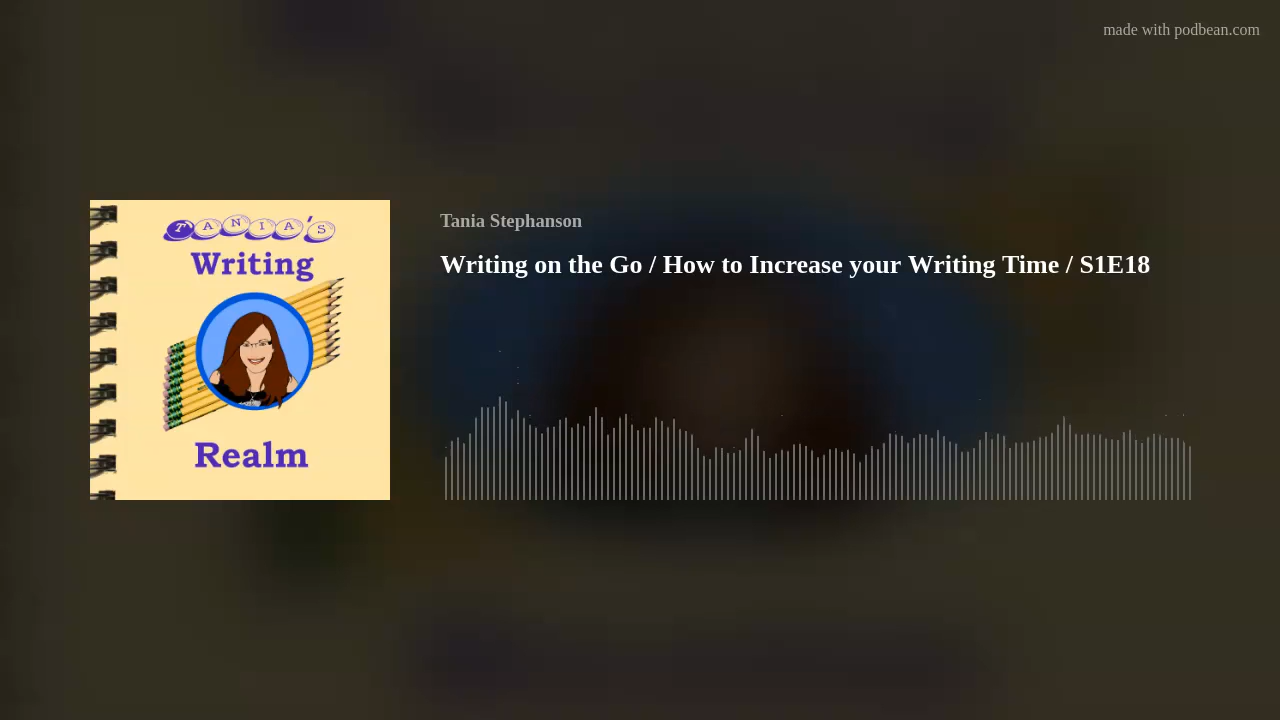 made with podbean.com
TANIA'S
Writing
Realm
Tania Stephanson
Writing on the Go / How to Increase your Writing Time / S1E18